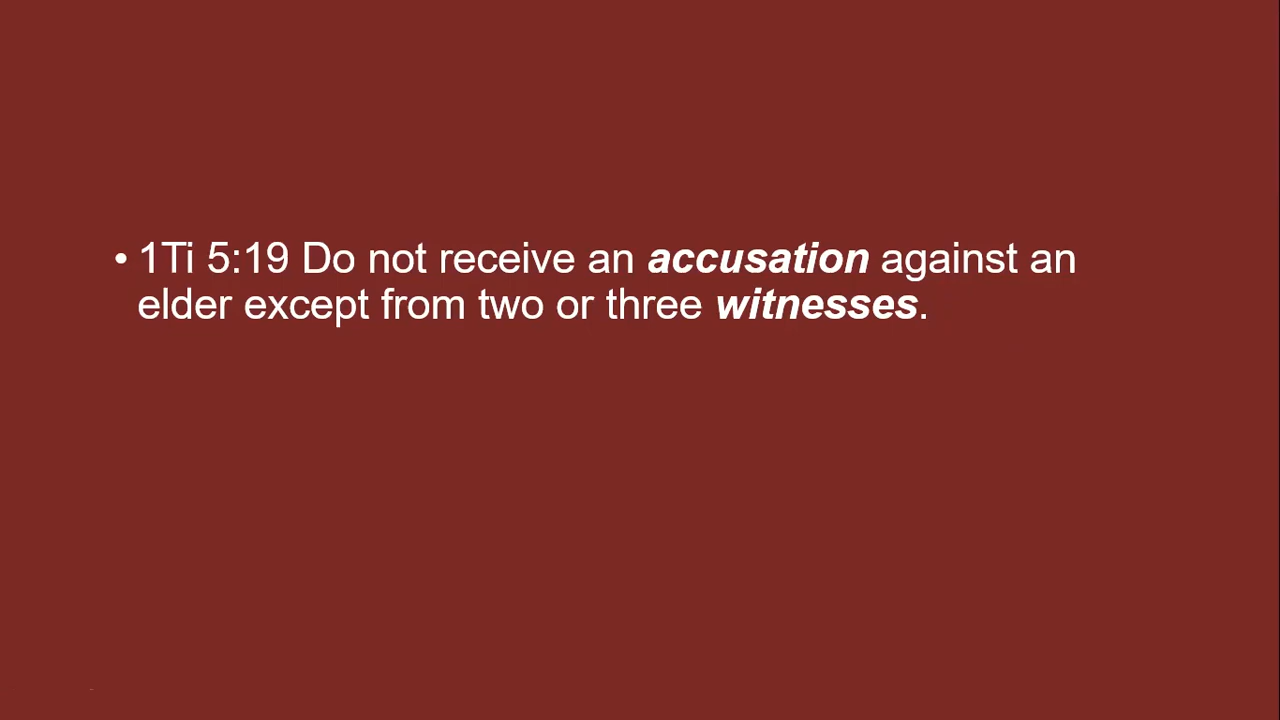 • 1Ti 5:19 Do not receive an accusation against an
elder except from two or three witnesses.